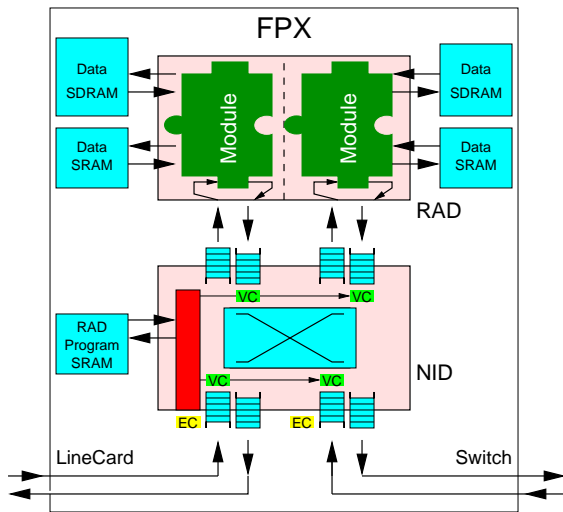 FPX
Data
SDRAM
Data
SRAM
Module
Module
Data
SDRAM
Data
SRAM
RAD
VC
VC
RAD
Program
SRAM
NID
VC
VC
EC
EC
LineCard
Switch